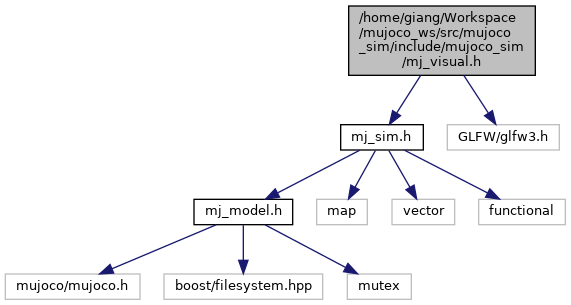 /home/giang/Workspace
/mujoco_ws/src/mujoco
_sim/include/mujoco_sim
/mj_visual.h
mj_sim.h
GLFW/glfw3.h
mj_model.h
map
vector
functional
mujoco/mujoco.h
boost/filesystem.hpp
mutex